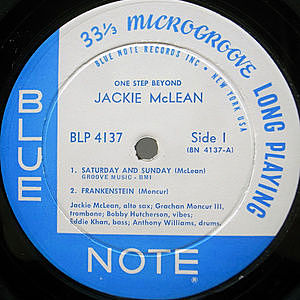 33⅓ MICROGROOVE LONG PLAYING
BLUE NOTE RECORDS INC • NEW YORK USA
ONE STEP BEYOND
JACKIE McLEAN
BLP 4137
Side 1
(BN 4137-A)
1. SATURDAY AND SUNDAY (McLean)
GROOVE MUSIC - BMI
2. FRANKENSTEIN (Moncur)
Jackie McLean, alto sax; Grachan Moncur III,
trombone; Bobby Hutcherson, vibes;
Eddie Khan, bass; Anthony Williams, drums.
BLUE
NOTE
®